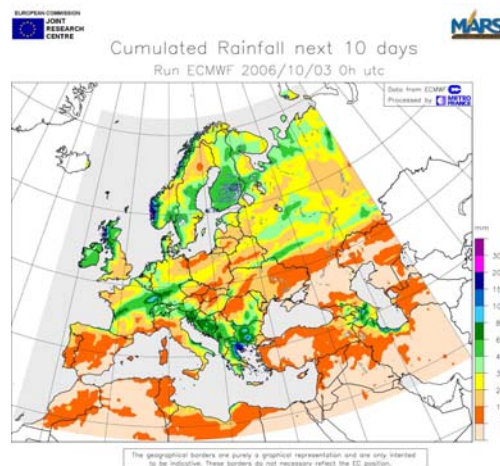 EUROPEAN COMMISSION
JOINT
RESEARCH
CENTRE
MARS
Cumulated Rainfall next 10 days
Run ECMWF 2006/10/03 0h utc
Data from ECMWF
Processed by METEO FRANCE
mm
The geographical borders are purely a graphical representation and are only intented
to be indicative. These borders do not necessary reflect the EC position.